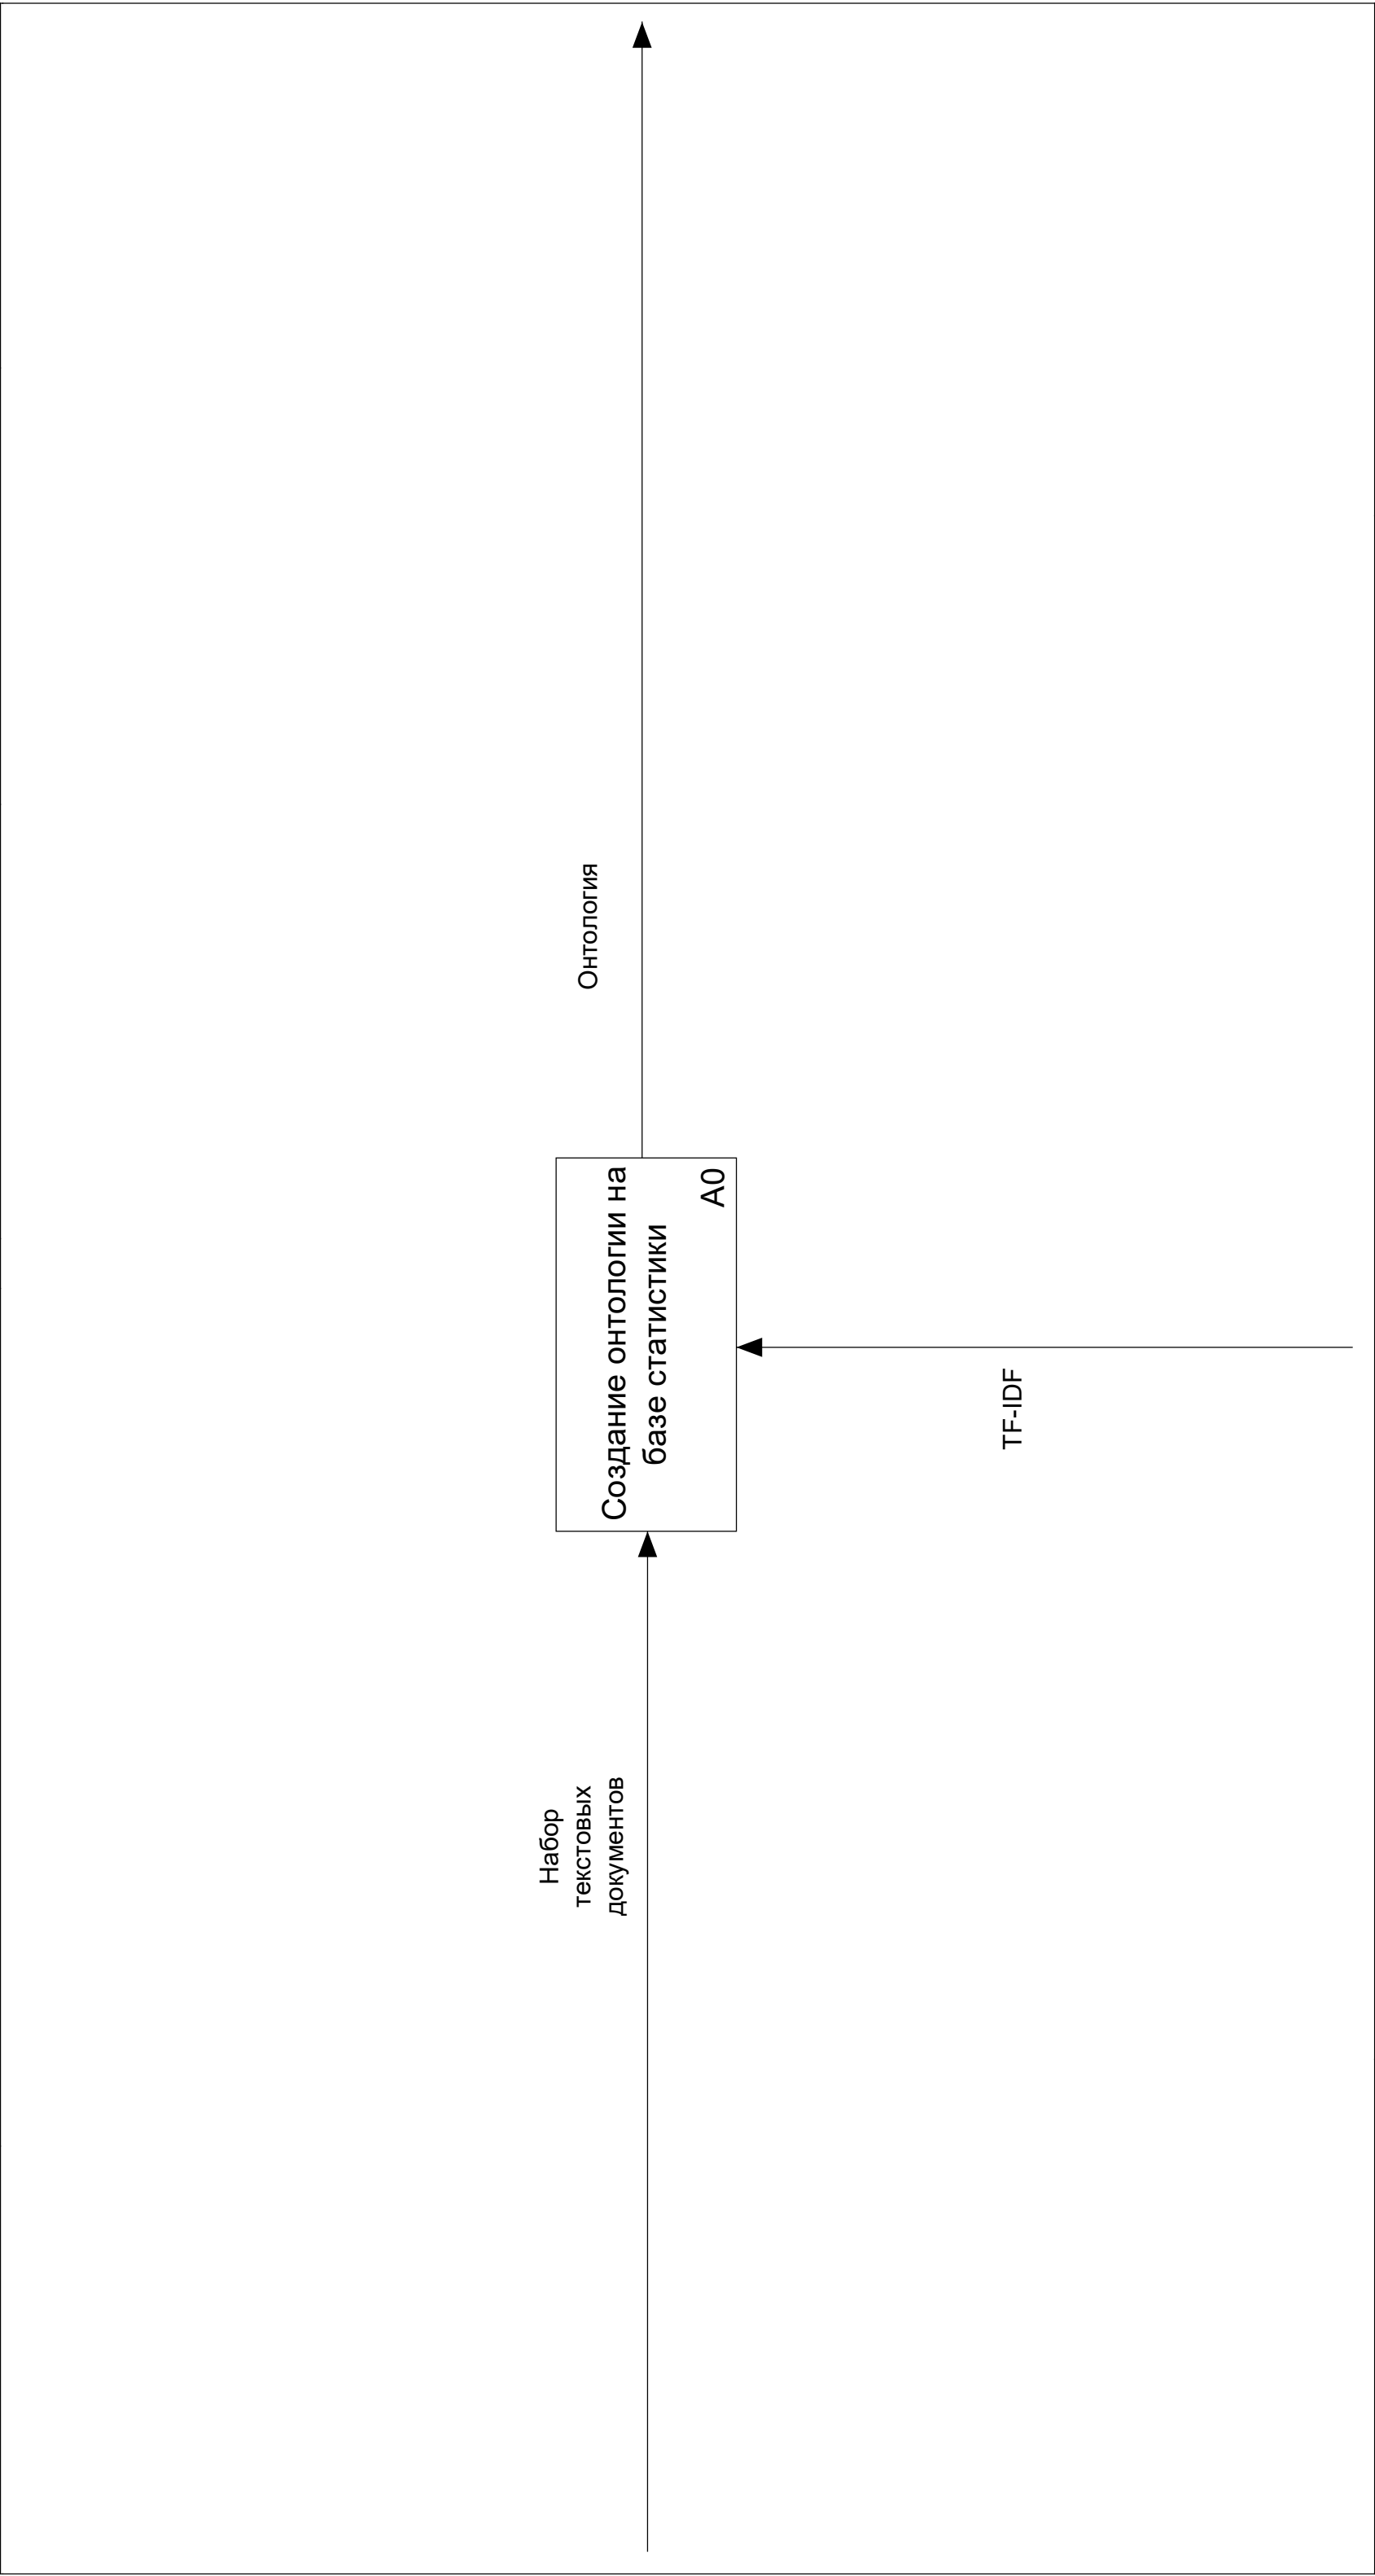 Набор
текстовых
документов
Создание онтологии на
базе статистики
A0
Онтология
TF-IDF